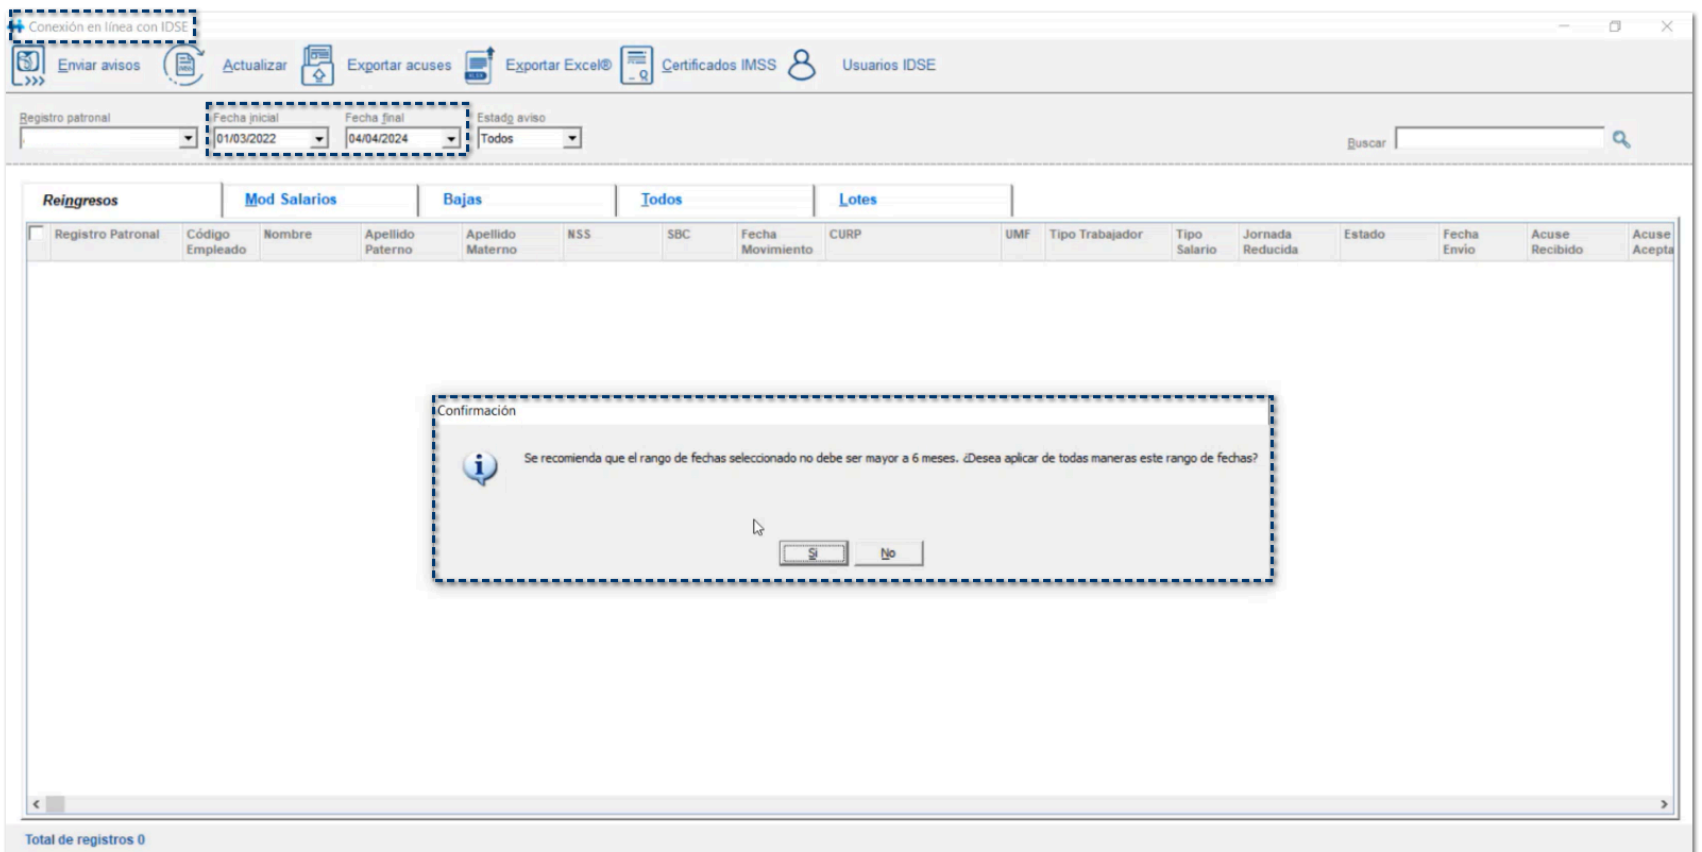 Conexión en línea con IDSE
Enviar avisos Actualizar Exportar acuses Exportar Excel® Certificados IMSS Usuarios IDSE
Registro patronal Fecha inicial Fecha final Estado aviso
01/03/2022 04/04/2024 Todos Buscar
Reingresos Mod Salarios Bajas Todos Lotes
Registro Patronal Código Nombre Apellido Apellido NSS SBC Fecha CURP UMF Tipo Trabajador Tipo Jornada Estado Fecha Acuse Acuse
Empleado Paterno Materno Movimiento Salario Reducida Envío Recibido Acepta
Confirmación
Se recomienda que el rango de fechas seleccionado no debe ser mayor a 6 meses. ¿Desea aplicar de todas maneras este rango de fechas?
Si No
Total de registros 0